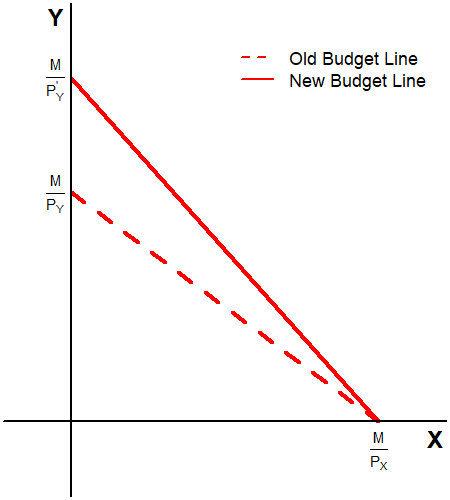 Y
Old Budget Line
New Budget Line
M
P'Y
M
PY
X
M
PX